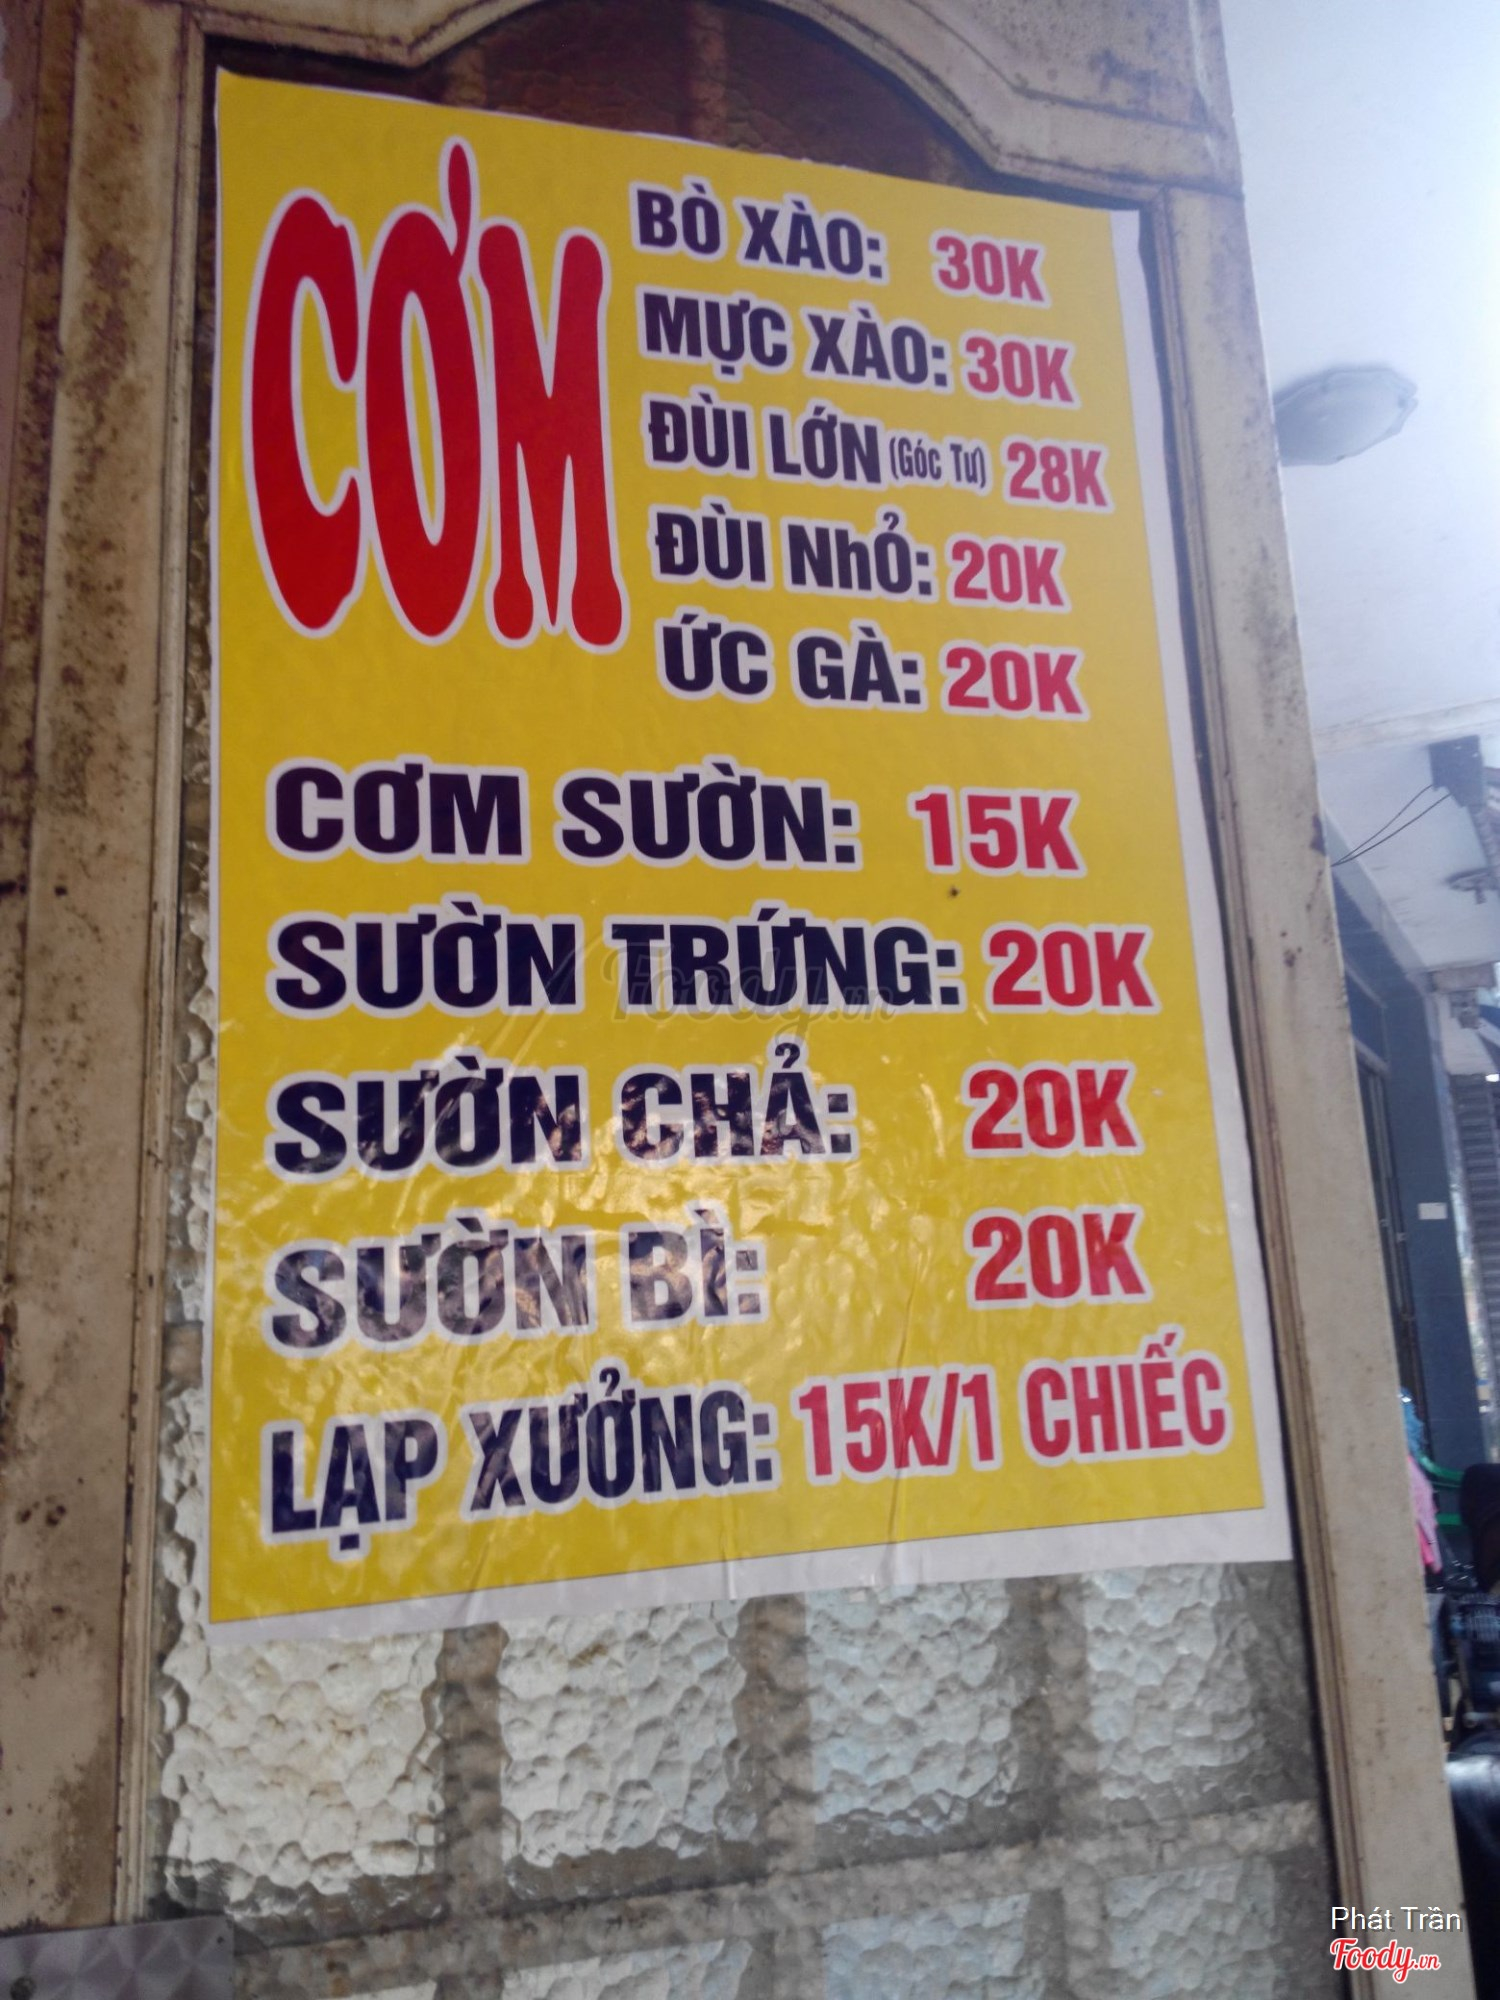 CƠM
BÒ XÀO: 30K
MỰC XÀO: 30K
ĐÙI LỚN (Góc Tư) 28K
ĐÙI NhỎ: 20K
ỨC GÀ: 20K
CƠM SƯỜN: 15K
SƯỜN TRỨNG: 20K
SƯỜN CHẢ: 20K
SƯỜN BÌ: 20K
LẠP XƯỞNG: 15K/1 CHIẾC
Foody.vn
Phát Trần
Foody.vn